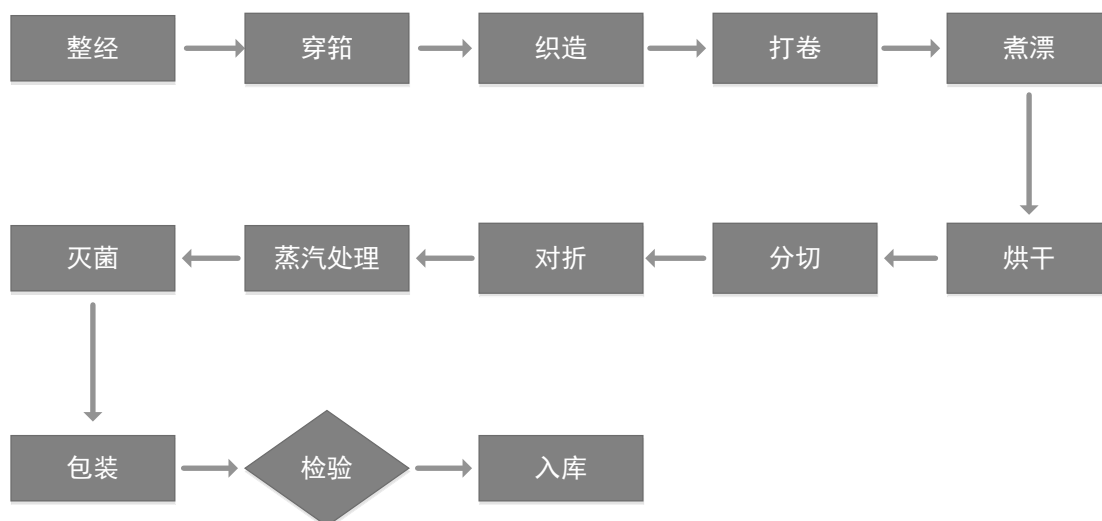 整经
穿筘
织造
打卷
煮漂
灭菌
蒸汽处理
对折
分切
烘干
包装
检验
入库